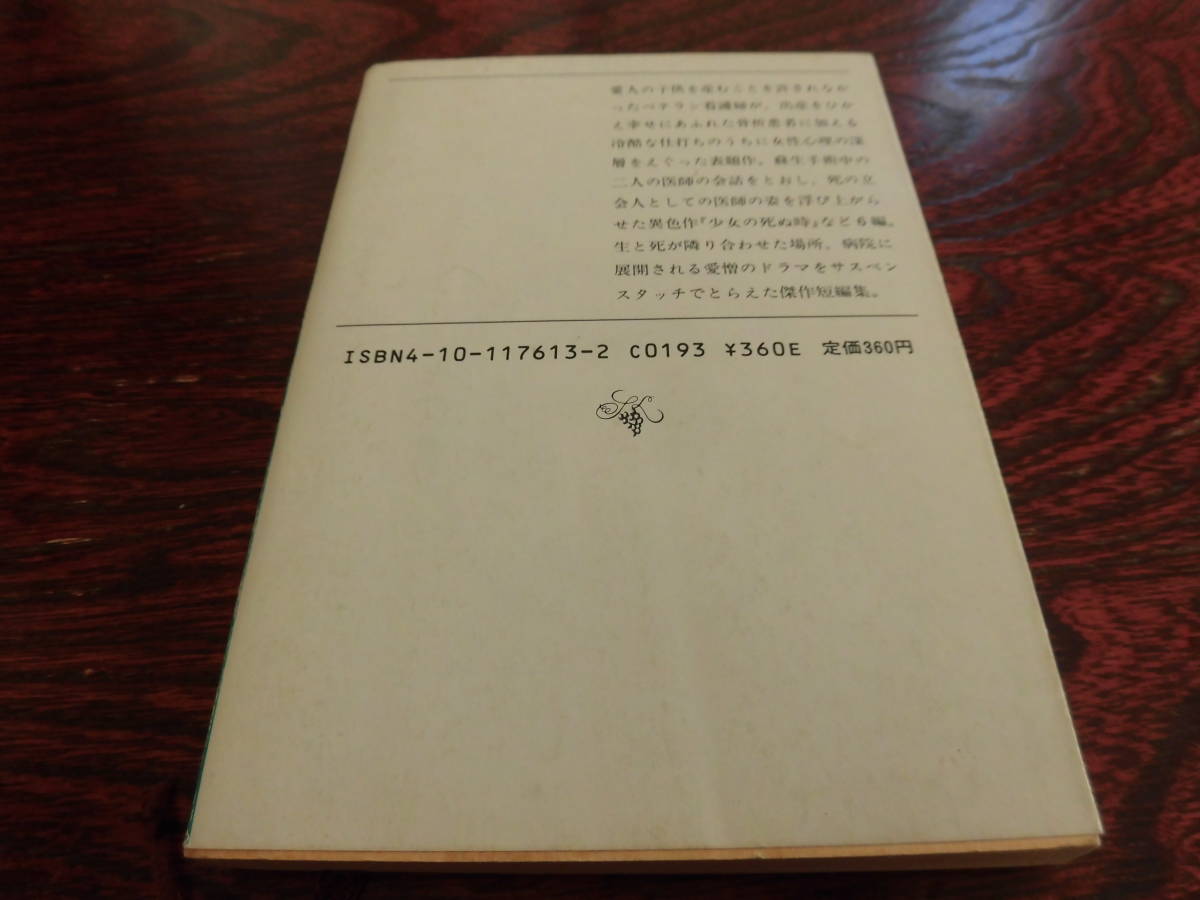 愛人の子供を産むことを許されなか
ったベテラン看護婦が、出産をひか
え幸せにあふれた骨折患者に加える
冷酷な仕打ちのうちに女性心理の深
層をえぐった表題作。蘇生手術中の
二人の医師の会話をとおし、死の立
会人としての医師の姿を浮び上がら
せた異色作『少女の死ぬ時』など6編。
生と死が隣り合わせた場所、病院に
展開される愛憎のドラマをサスペン
スタッチでとらえた傑作短編集。
ISBN4-10-117613-2 C0193 ¥360E 定価360円